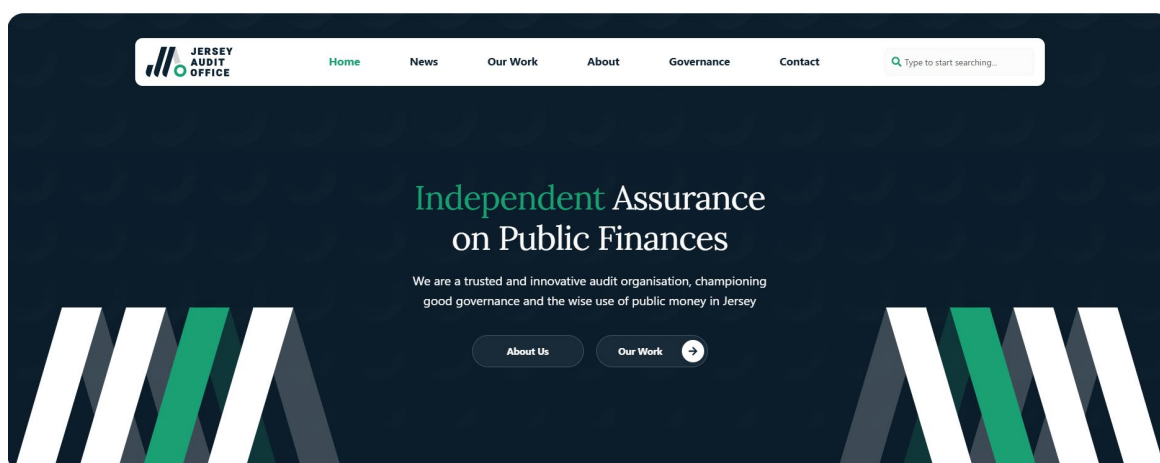 JERSEY
AUDIT
OFFICE
Home News Our Work About Governance Contact Type to start searching...
Independent Assurance
on Public Finances
We are a trusted and innovative audit organisation, championing
good governance and the wise use of public money in Jersey
About Us Our Work